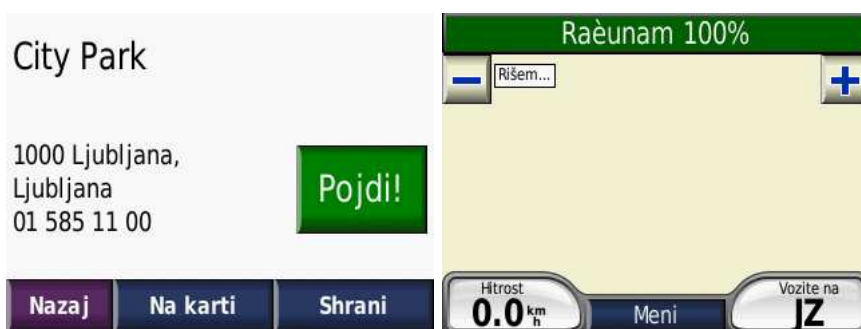 City Park
1000 Ljubljana,
Ljubljana
01 585 11 00
Pojdi!
Nazaj
Na karti
Shrani
Raèunam 100%
Rišem...
Hitrost
0.0 km/h
Meni
Vozite na
JZ